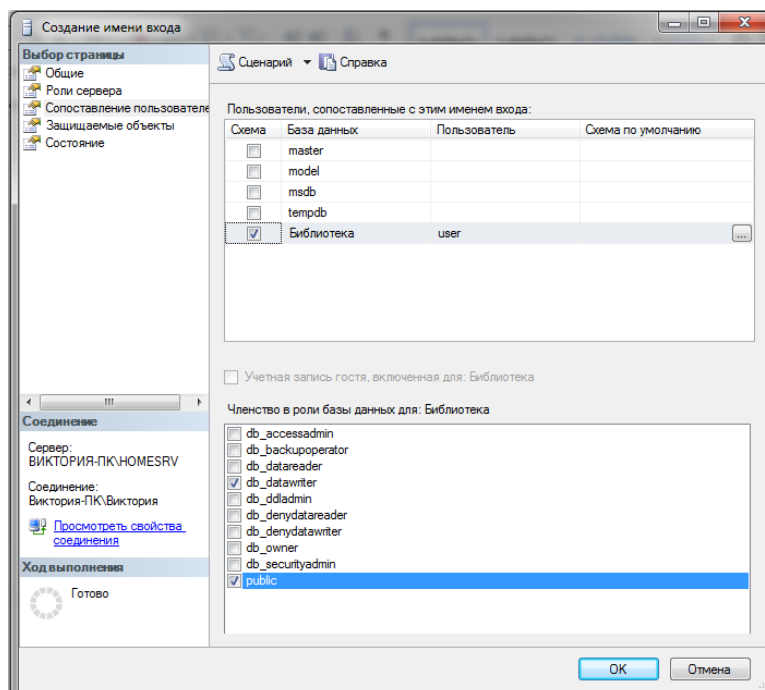 Создание имени входа
Выбор страницы
Общие
Роли сервера
Сопоставление пользователе
Защищаемые объекты
Состояние
Сценарий Справка
Пользователи, сопоставленные с этим именем входа:
Схема База данных Пользователь Схема по умолчанию
master
model
msdb
tempdb
Библиотека user ...
Учетная запись гостя, включенная для: Библиотека
Членство в роли базы данных для: Библиотека
db_accessadmin
db_backupoperator
db_datareader
db_datawriter
db_ddladmin
db_denydatareader
db_denydatawriter
db_owner
db_securityadmin
public
Соединение
Сервер:
ВИКТОРИЯ-ПК\HOMESRV
Соединение:
Виктория-ПК\Виктория
Просмотреть свойства
соединения
Ход выполнения
Готово
OK Отмена